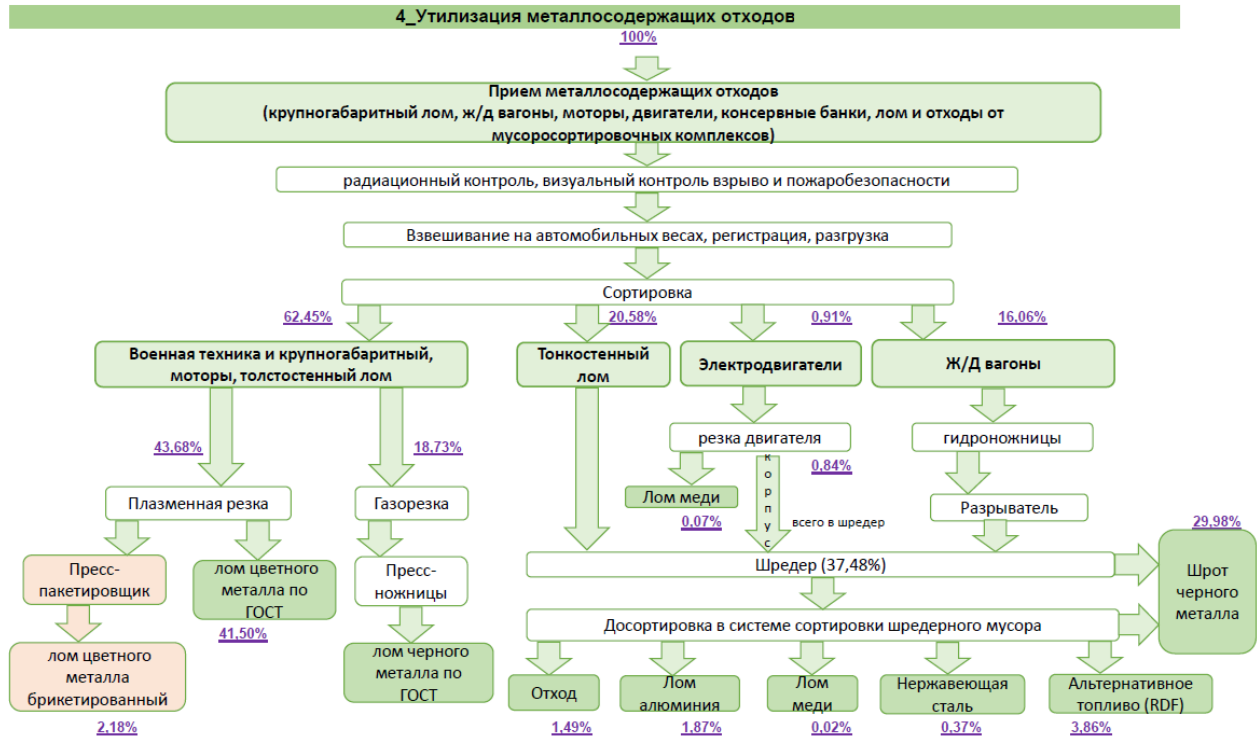 4_Утилизация металлосодержащих отходов
100%
Прием металлосодержащих отходов
(крупногабаритный лом, ж/д вагоны, моторы, двигатели, консервные банки, лом и отходы от
мусоросортировочных комплексов)
радиационный контроль, визуальный контроль взрыво и пожаробезопасности
Взвешивание на автомобильных весах, регистрация, разгрузка
Сортировка
62,45%
20,58%
0,91%
16,06%
Военная техника и крупногабаритный,
моторы, толстостенный лом
Тонкостенный
лом
Электродвигатели
Ж/Д вагоны
43,68%
18,73%
резка двигателя
гидроножницы
корпус
0,84%
Плазменная резка
Газорезка
Лом меди
0,07%
всего в шредер
Разрыватель
29,98%
Пресс-
пакетировщик
лом цветного
металла по
ГОСТ
41,50%
Пресс-
ножницы
Шредер (37,48%)
Шрот
черного
металла
Досортировка в системе сортировки шредерного мусора
лом цветного
металла
брикетированный
2,18%
лом черного
металла по
ГОСТ
Отход
1,49%
Лом
алюминия
1,87%
Лом
меди
0,02%
Нержавеющая
сталь
0,37%
Альтернативное
топливо (RDF)
3,86%